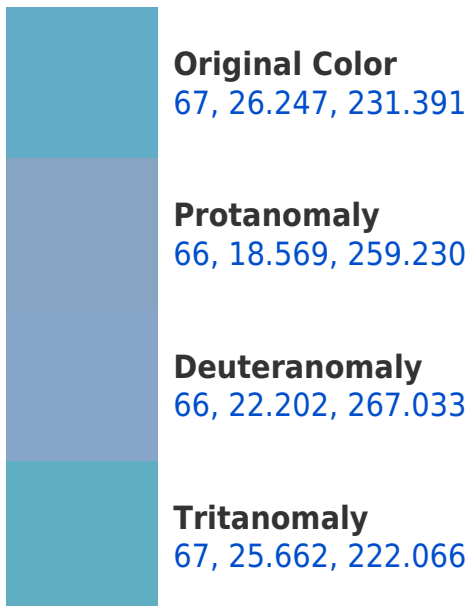 Original Color
67, 26.247, 231.391
Protanomaly
66, 18.569, 259.230
Deuteranomaly
66, 22.202, 267.033
Tritanomaly
67, 25.662, 222.066